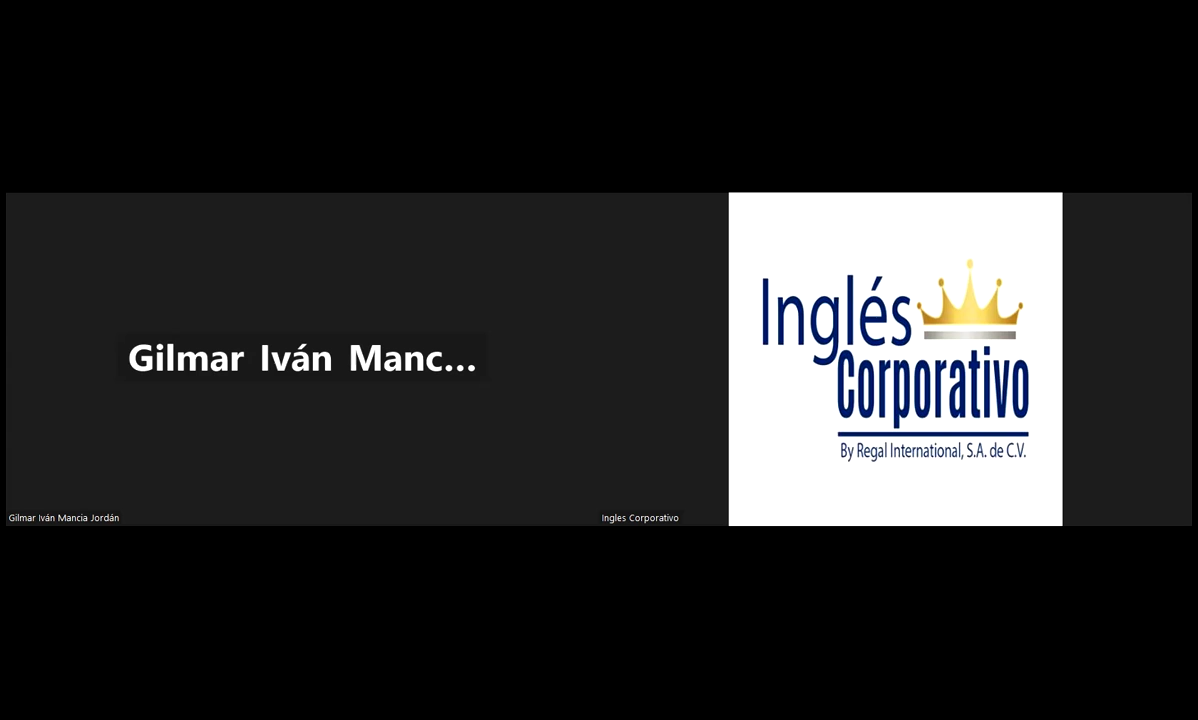 Gilmar Iván Manc...
Gilmar Iván Mancia Jordán
Inglés
Corporativo
By Regal International, S.A. de C.V.
Ingles Corporativo